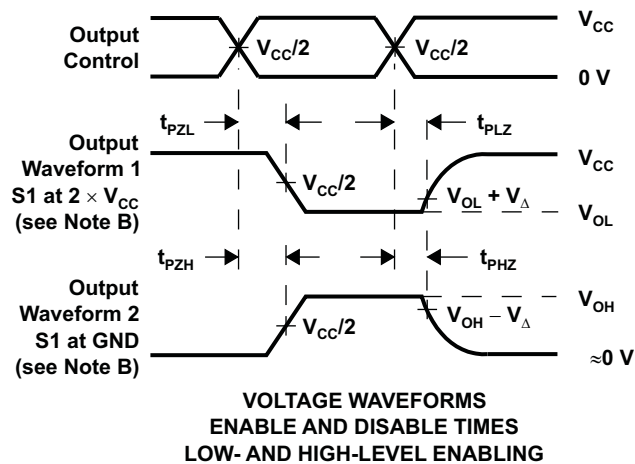 Output
Control
V_CC/2
V_CC/2
V_CC
0 V
t_PZL
t_PLZ
Output
Waveform 1
S1 at 2 × V_CC
(see Note B)
V_CC/2
V_CC
V_OL + V_Δ
V_OL
t_PZH
t_PHZ
Output
Waveform 2
S1 at GND
(see Note B)
V_CC/2
V_OH
V_OH − V_Δ
≈0 V
VOLTAGE WAVEFORMS
ENABLE AND DISABLE TIMES
LOW- AND HIGH-LEVEL ENABLING